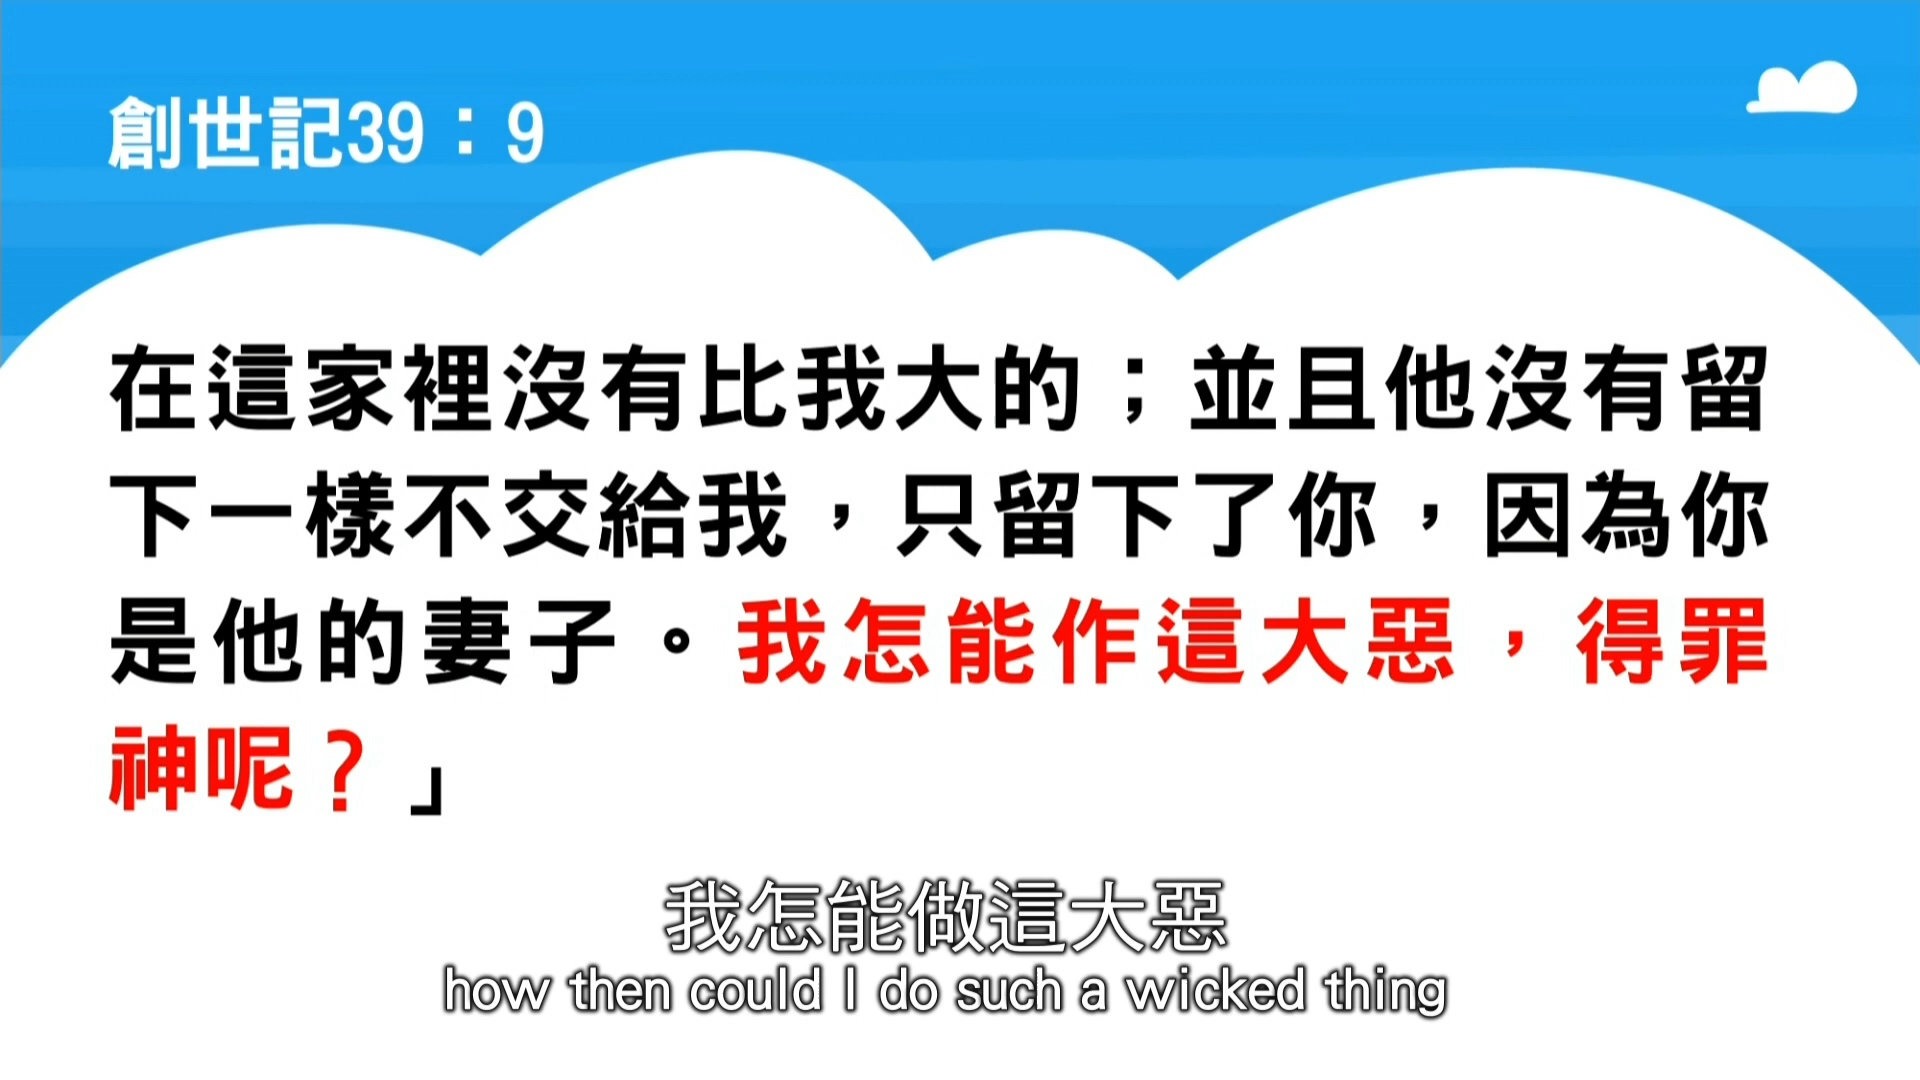 創世記39：9
在這家裡沒有比我大的；並且他沒有留
下一樣不交給我，只留下了你，因為你
是他的妻子。我怎能作這大惡，得罪
神呢？」
我怎能做這大惡
how then could I do such a wicked thing